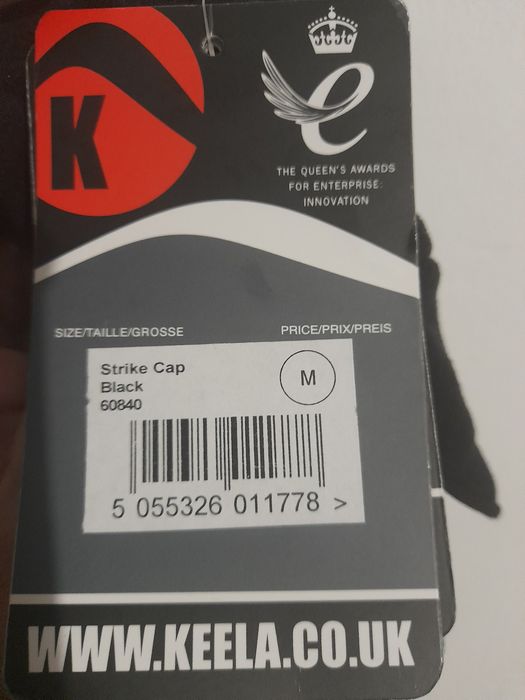 K
e
THE QUEEN'S AWARDS
FOR ENTERPRISE:
INNOVATION
SIZE/TAILLE/GROSSE PRICE/PRIX/PREIS
Strike Cap
Black
60840
M
5 055326 011778 >
WWW.KEELA.CO.UK